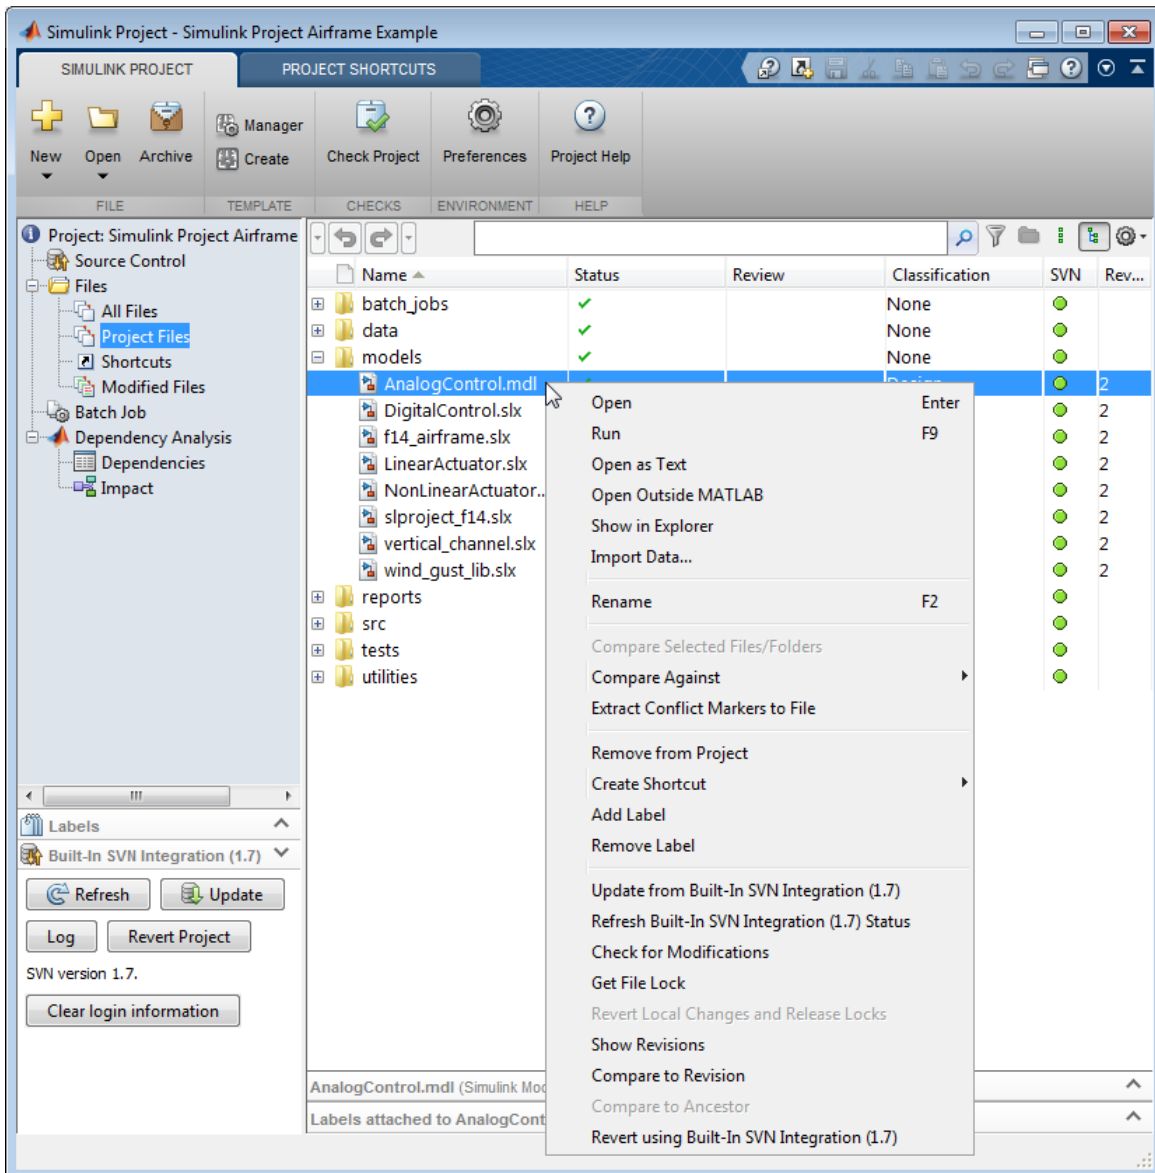 Simulink Project - Simulink Project Airframe Example
SIMULINK PROJECT
PROJECT SHORTCUTS
New
Open
Archive
Manager
Create
Check Project
Preferences
Project Help
FILE
TEMPLATE
CHECKS
ENVIRONMENT
HELP
Project: Simulink Project Airframe
Source Control
Files
All Files
Project Files
Shortcuts
Modified Files
Batch Job
Dependency Analysis
Dependencies
Impact
Labels
Built-In SVN Integration (1.7)
Refresh
Update
Log
Revert Project
SVN version 1.7.
Clear login information
Name Status Review Classification SVN Rev...
batch_jobs None
data None
models None
AnalogControl.mdl 2
DigitalControl.slx 2
f14_airframe.slx 2
LinearActuator.slx 2
NonLinearActuator... 2
slproject_f14.slx 2
vertical_channel.slx 2
wind_gust_lib.slx 2
reports
src
tests
utilities
Open Enter
Run F9
Open as Text
Open Outside MATLAB
Show in Explorer
Import Data...
Rename F2
Compare Selected Files/Folders
Compare Against
Extract Conflict Markers to File
Remove from Project
Create Shortcut
Add Label
Remove Label
Update from Built-In SVN Integration (1.7)
Refresh Built-In SVN Integration (1.7) Status
Check for Modifications
Get File Lock
Revert Local Changes and Release Locks
Show Revisions
Compare to Revision
Compare to Ancestor
Revert using Built-In SVN Integration (1.7)
AnalogControl.mdl (Simulink Mod
Labels attached to AnalogCont